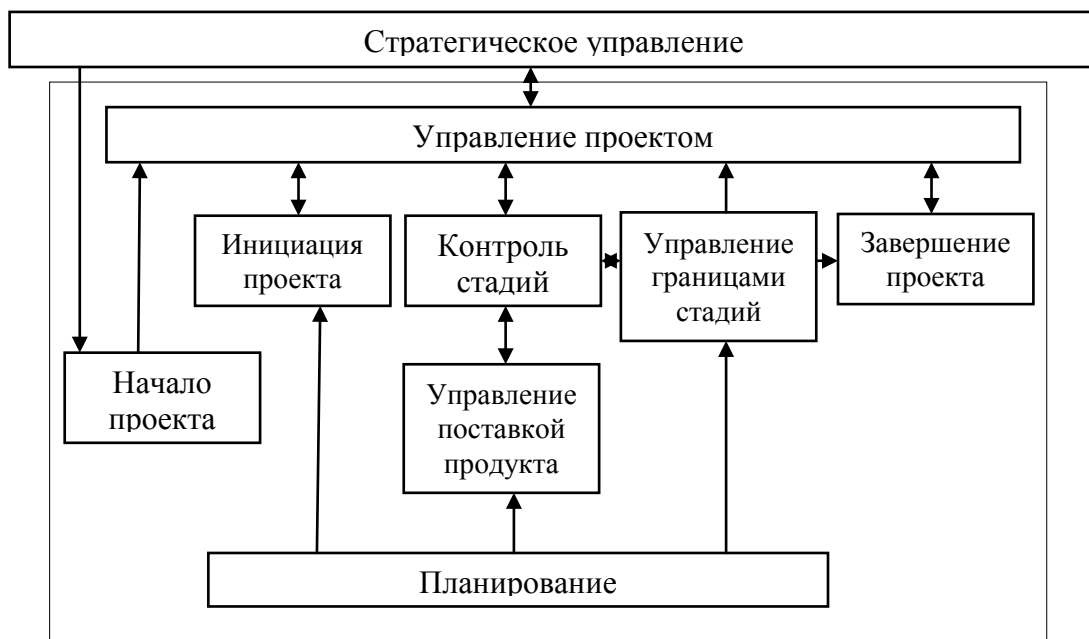 Стратегическое управление
Управление проектом
Инициация
проекта
Контроль
стадий
Управление
границами
стадий
Завершение
проекта
Начало
проекта
Управление
поставкой
продукта
Планирование